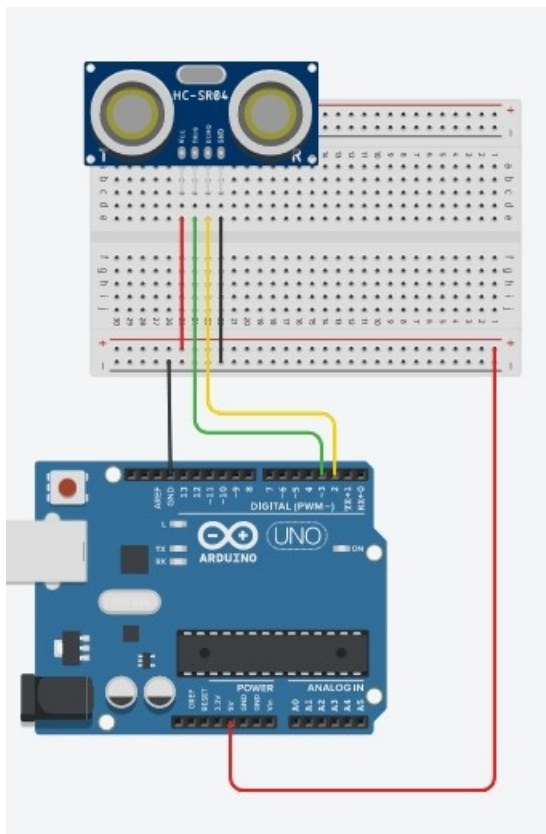 HC-SR04
T
R
+
-
a b c d e
a b c d e
f g h i j
f g h i j
+
-
AREF
GND
13
12
~11
~10
~9
8
7
~6
~5
4
~3
2
TX→1
RX←0
DIGITAL (PWM~)
L
TX
RX
ARDUINO
UNO
ON
POWER
ANALOG IN
RESET
3.3V
5V
GND
GND
Vin
A0
A1
A2
A3
A4
A5